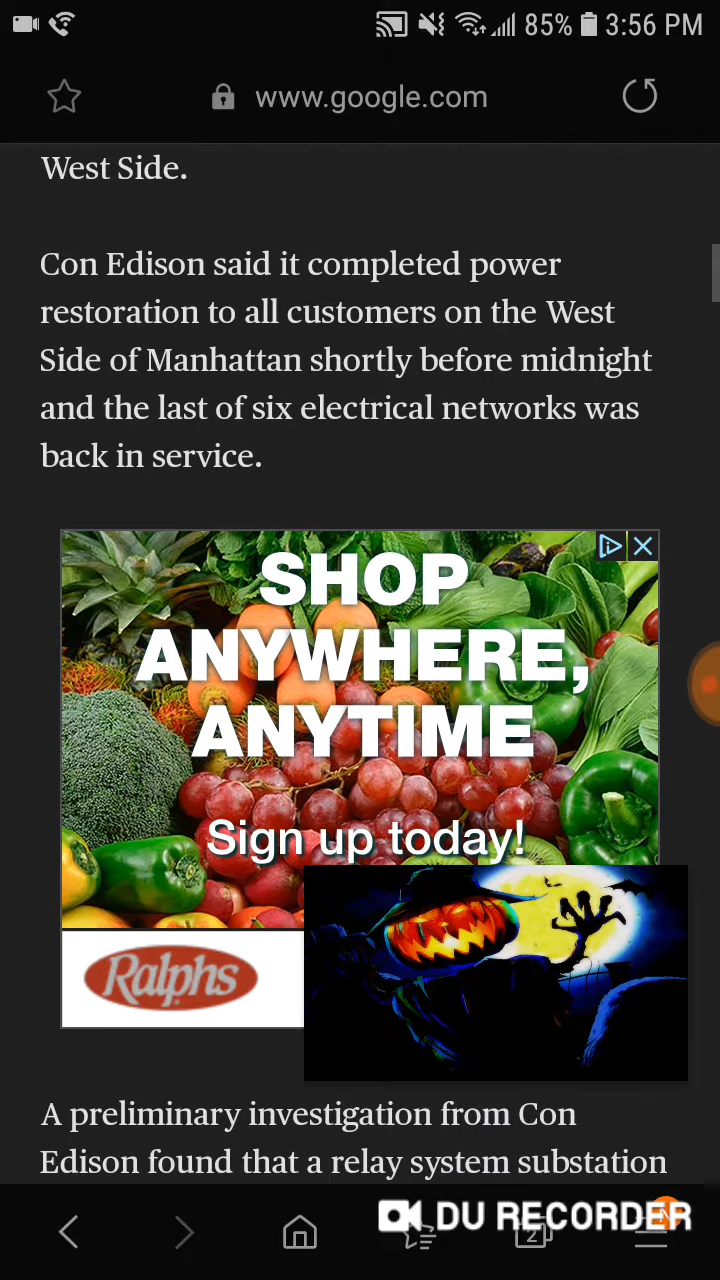 85% 3:56 PM
www.google.com
West Side.
Con Edison said it completed power
restoration to all customers on the West
Side of Manhattan shortly before midnight
and the last of six electrical networks was
back in service.
SHOP
ANYWHERE,
ANYTIME
Sign up today!
Ralphs
A preliminary investigation from Con
Edison found that a relay system substation
DU RECORDER
N
2